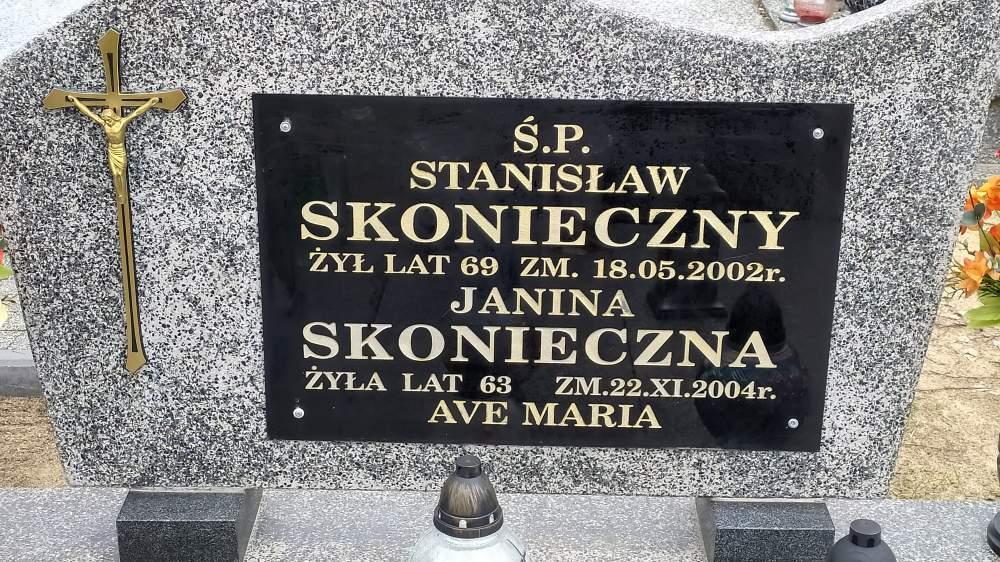 Ś.P.
STANISŁAW
SKONIECZNY
ŻYŁ LAT 69 ZM. 18.05.2002r.
JANINA
SKONIECZNA
ŻYŁA LAT 63 ZM.22.XI.2004r.
AVE MARIA